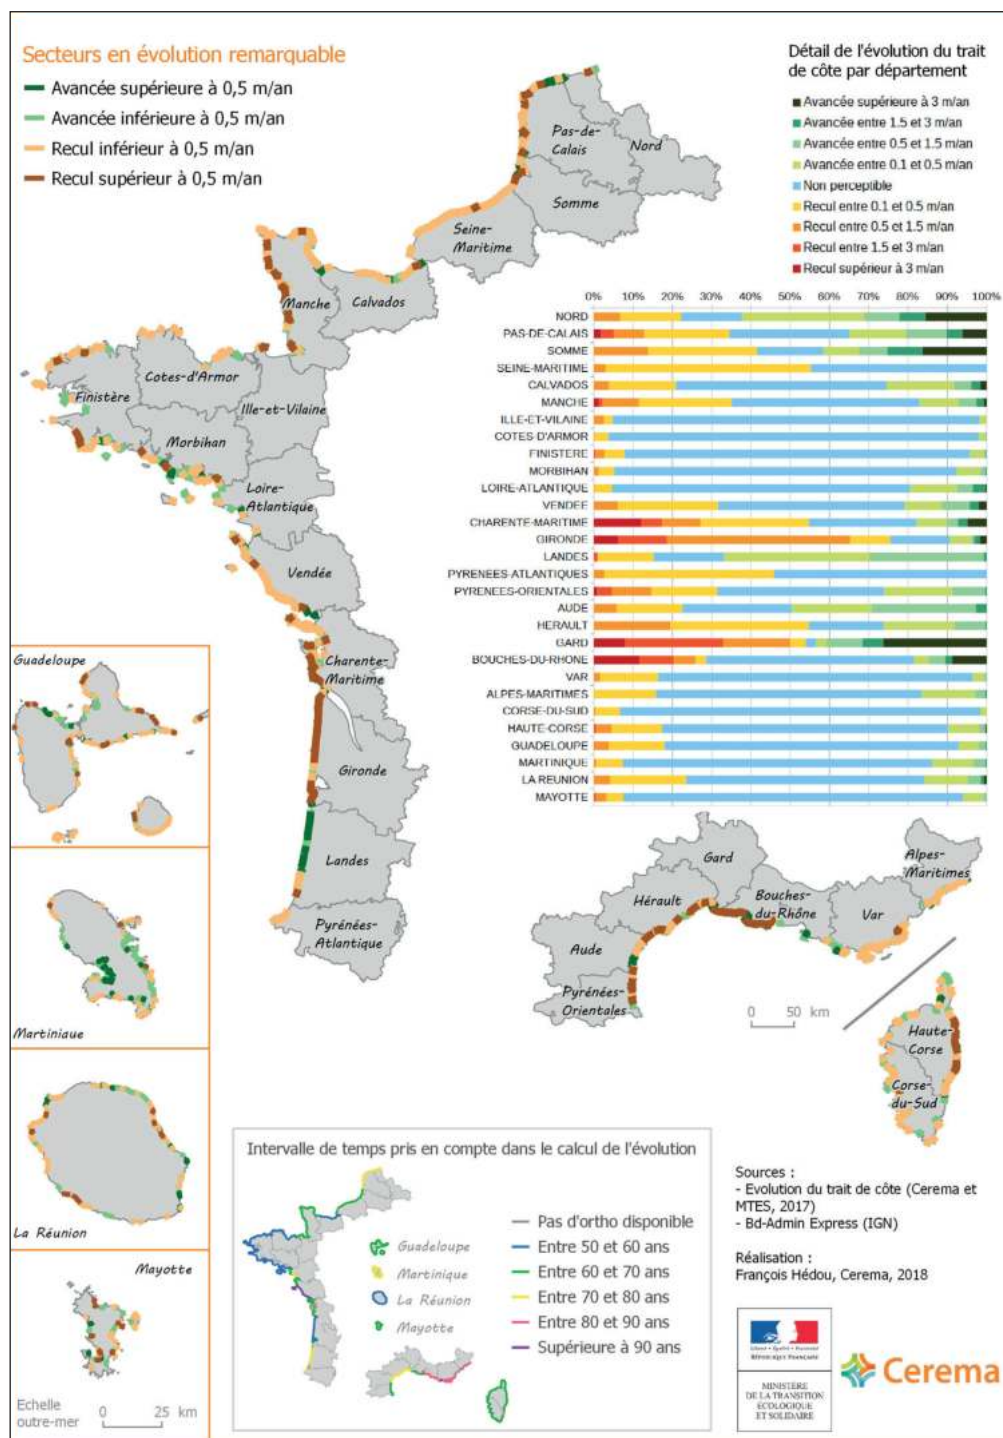 Secteurs en évolution remarquable
Avancée supérieure à 0,5 m/an
Avancée inférieure à 0,5 m/an
Recul inférieur à 0,5 m/an
Recul supérieur à 0,5 m/an
Détail de l'évolution du trait
de côte par département
Avancée supérieure à 3 m/an
Avancée entre 1.5 et 3 m/an
Avancée entre 0.5 et 1.5 m/an
Avancée entre 0.1 et 0.5 m/an
Non perceptible
Recul entre 0.1 et 0.5 m/an
Recul entre 0.5 et 1.5 m/an
Recul entre 1.5 et 3 m/an
Recul supérieur à 3 m/an
Pas-de-
Calais
Nord
Somme
Seine-
Maritime
Manche
Calvados
Cotes-d'Armor
Finistère
Ille-et-Vilaine
Morbihan
Loire-
Atlantique
Vendée
Charente-
Maritime
Gironde
Landes
Pyrénées-
Atlantique
0% 10% 20% 30% 40% 50% 60% 70% 80% 90% 100%
NORD
PAS-DE-CALAIS
SOMME
SEINE-MARITIME
CALVADOS
MANCHE
ILLE-ET-VILAINE
COTES-D'ARMOR
FINISTERE
MORBIHAN
LOIRE-ATLANTIQUE
VENDEE
CHARENTE-MARITIME
GIRONDE
LANDES
PYRENEES-ATLANTIQUES
PYRENEES-ORIENTALES
AUDE
HERAULT
GARD
BOUCHES-DU-RHONE
VAR
ALPES-MARITIMES
CORSE-DU-SUD
HAUTE-CORSE
GUADELOUPE
MARTINIQUE
LA REUNION
MAYOTTE
Guadeloupe
Martinique
La Réunion
Mayotte
Echelle
outre-mer
0 25 km
Gard
Alpes-
Maritimes
Hérault
Bouches-
du-Rhône
Var
Aude
Pyrénées-
Orientales
0 50 km
Haute-
Corse
Corse-
du-Sud
Intervalle de temps pris en compte dans le calcul de l'évolution
Guadeloupe
Martinique
La Réunion
Mayotte
Pas d'ortho disponible
Entre 50 et 60 ans
Entre 60 et 70 ans
Entre 70 et 80 ans
Entre 80 et 90 ans
Supérieure à 90 ans
Sources :
- Evolution du trait de côte (Cerema et
MTES, 2017)
- Bd-Admin Express (IGN)
Réalisation :
François Hédou, Cerema, 2018
Liberté • Égalité • Fraternité
RÉPUBLIQUE FRANÇAISE
MINISTÈRE
DE LA TRANSITION
ÉCOLOGIQUE
ET SOLIDAIRE
Cerema